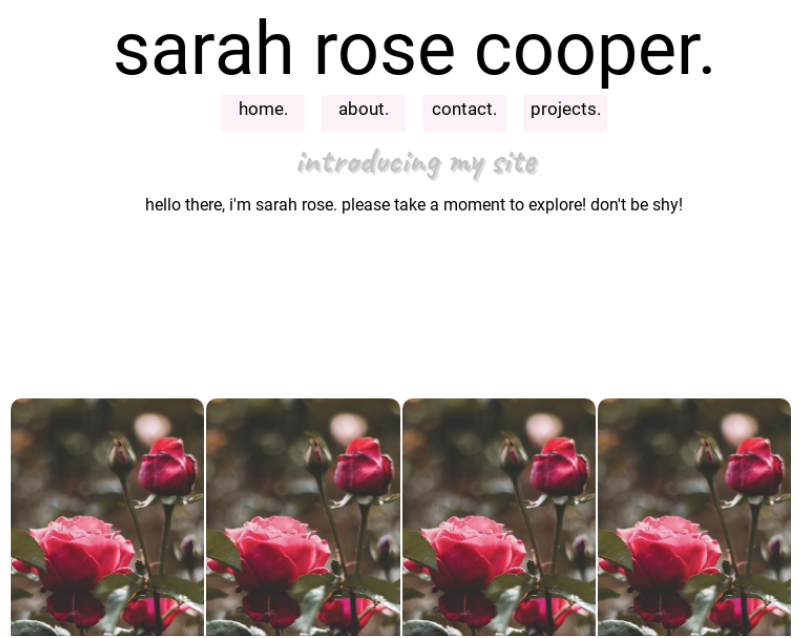 sarah rose cooper.
home. about. contact. projects.
introducing my site
hello there, i'm sarah rose. please take a moment to explore! don't be shy!